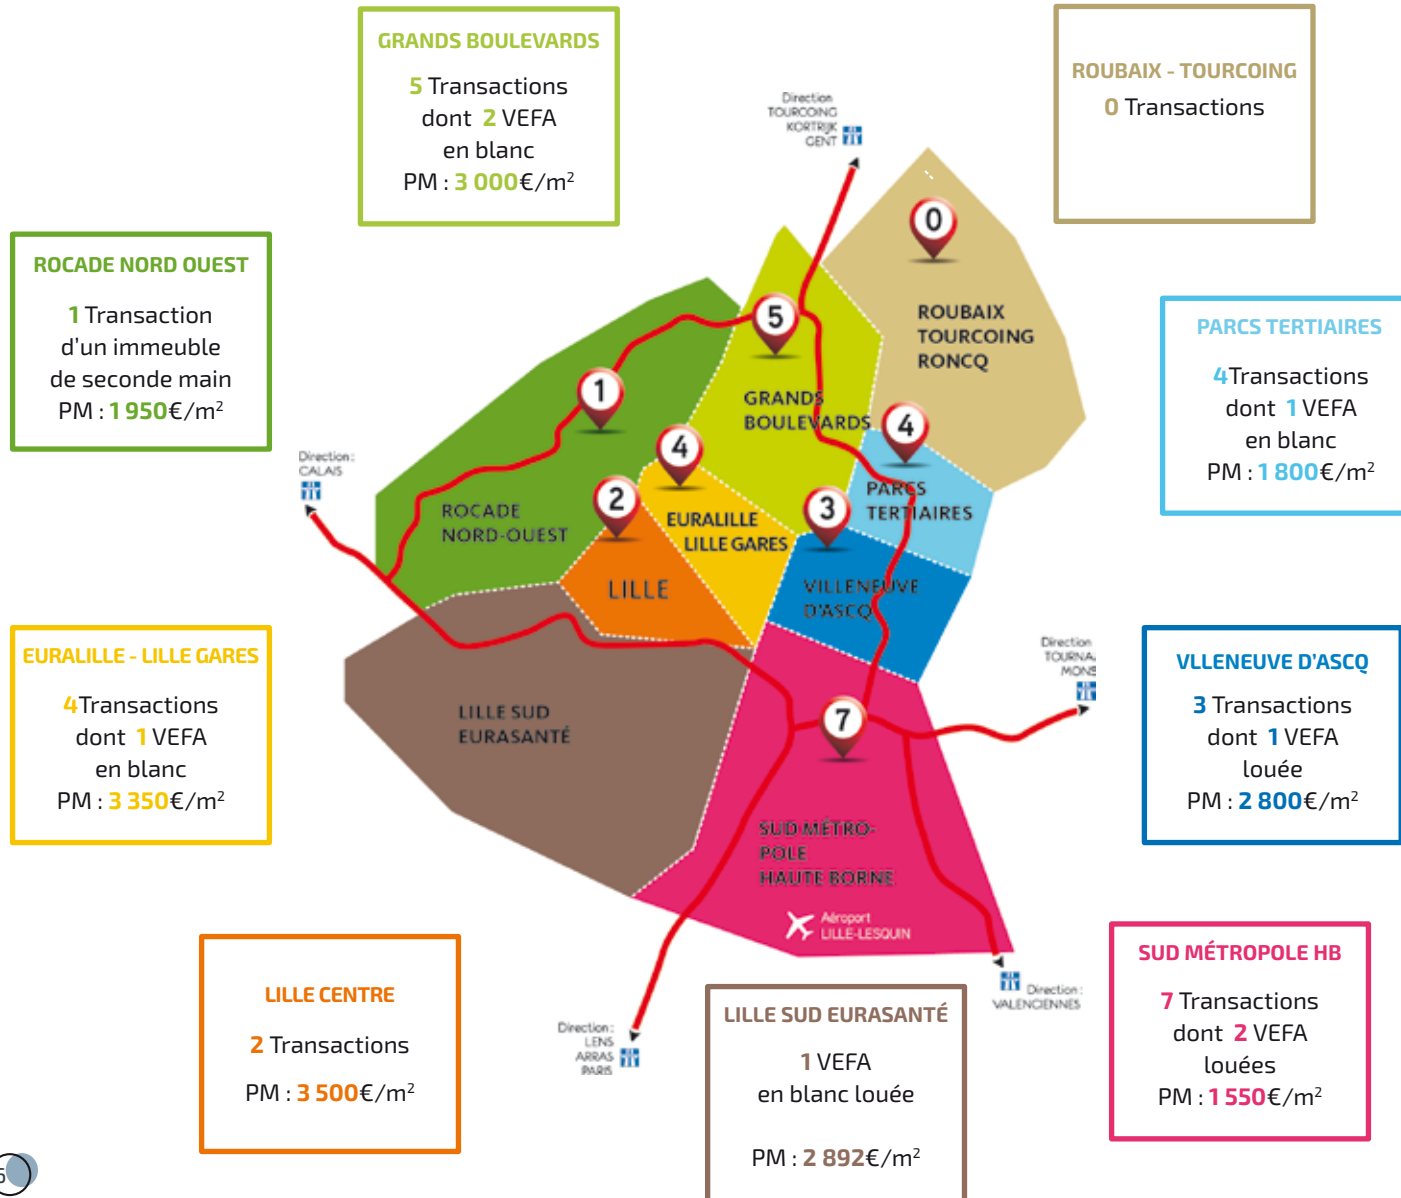 GRANDS BOULEVARDS
5 Transactions
dont 2 VEFA
en blanc
PM : 3 000€/m²
ROUBAIX - TOURCOING
0 Transactions
Direction
TOURCOING
KORTRIJK
GENT
ROCADE NORD OUEST
1 Transaction
d'un immeuble
de seconde main
PM : 1 950€/m²
0
5
ROUBAIX
TOURCOING
RONCQ
PARCS TERTIAIRES
4Transactions
dont 1 VEFA
en blanc
PM : 1 800€/m²
1
GRANDS
BOULEVARDS
4
4
Direction :
CALAIS
2
3
PARCS
TERTIAIRES
ROCADE
NORD-OUEST
EURALILLE
LILLE GARES
LILLE
VILLENEUVE
D'ASCQ
EURALILLE - LILLE GARES
4Transactions
dont 1 VEFA
en blanc
PM : 3 350€/m²
Direction
MONS
VLLENEUVE D'ASCQ
3 Transactions
dont 1 VEFA
louée
PM : 2 800€/m²
LILLE SUD
EURASANTÉ
7
SUD MÉTRO-
POLE
HAUTE BORNE
Aéroport
LILLE-LESQUIN
LILLE CENTRE
2 Transactions
PM : 3 500€/m²
Direction :
LENS
ARRAS
PARIS
LILLE SUD EURASANTÉ
1 VEFA
en blanc louée
PM : 2 892€/m²
Direction :
VALENCIENNES
SUD MÉTROPOLE HB
7 Transactions
dont 2 VEFA
louées
PM : 1 550€/m²